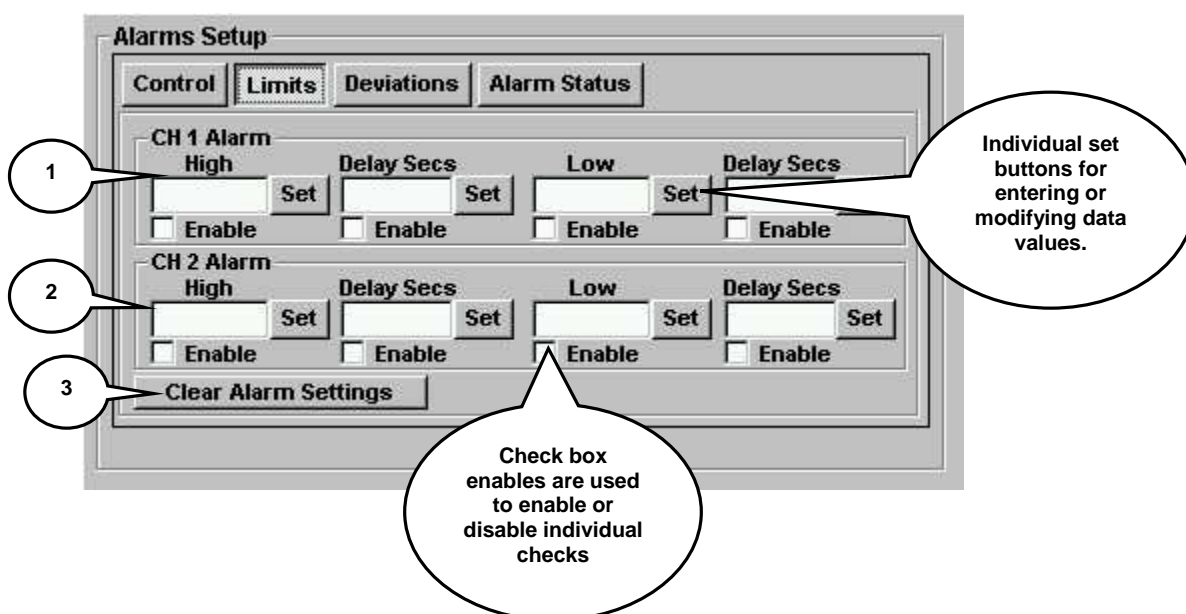 Alarms Setup
Control Limits Deviations Alarm Status
CH 1 Alarm
High Delay Secs Low Delay Secs
Set Set Set
Enable Enable Enable Enable
CH 2 Alarm
High Delay Secs Low Delay Secs
Set Set Set Set
Enable Enable Enable Enable
Clear Alarm Settings
1
2
3
Individual set
buttons for
entering or
modifying data
values.
Check box
enables are used
to enable or
disable individual
checks